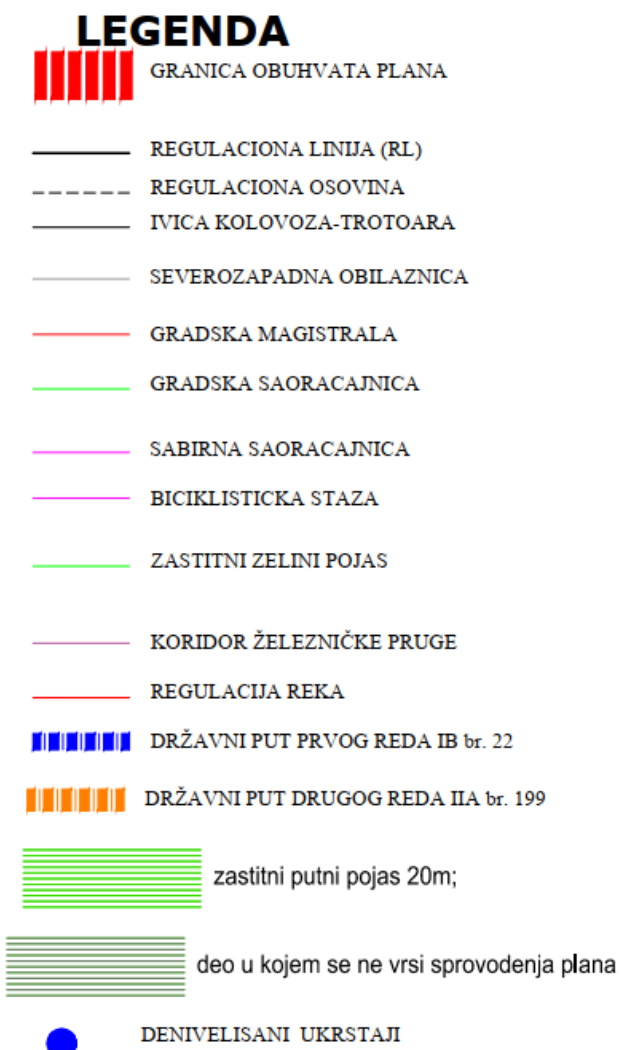 LEGENDA
GRANICA OBUHVATA PLANA
REGULACIONA LINIJA (RL)
REGULACIONA OSOVINA
IVICA KOLOVOZA-TROTOARA
SEVEROZAPADNA OBILAZNICA
GRADSKA MAGISTRALA
GRADSKA SAORACAJNICA
SABIRNA SAORACAJNICA
BICIKLISTICKA STAZA
ZASTITNI ZELINI POJAS
KORIDOR ŽELEZNIČKE PRUGE
REGULACIJA REKA
DRŽAVNI PUT PRVOG REDA IB br. 22
DRŽAVNI PUT DRUGOG REDA IIA br. 199
zastitni putni pojas 20m;
deo u kojem se ne vrsi sprovodenja plana
DENIVELISANI UKRSTAJI